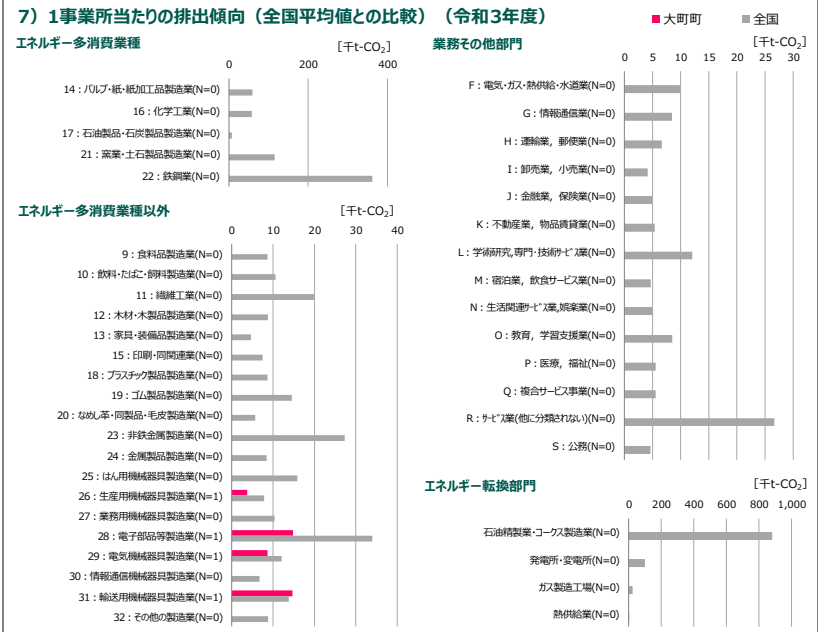 7）1事業所当たりの排出傾向（全国平均値との比較）（令和3年度）
■大町町 ■全国
エネルギー多消費業種
[千t-CO₂]
0 200 400
14：パルプ・紙・紙加工品製造業(N=0)
16：化学工業(N=0)
17：石油製品・石炭製品製造業(N=0)
21：窯業・土石製品製造業(N=0)
22：鉄鋼業(N=0)
エネルギー多消費業種以外
[千t-CO₂]
0 10 20 30 40
9：食料品製造業(N=0)
10：飲料・たばこ・飼料製造業(N=0)
11：繊維工業(N=0)
12：木材・木製品製造業(N=0)
13：家具・装備品製造業(N=0)
15：印刷・同関連業(N=0)
18：プラスチック製品製造業(N=0)
19：ゴム製品製造業(N=0)
20：なめし革・同製品・毛皮製造業(N=0)
23：非鉄金属製造業(N=0)
24：金属製品製造業(N=0)
25：はん用機械器具製造業(N=0)
26：生産用機械器具製造業(N=1)
27：業務用機械器具製造業(N=0)
28：電子部品等製造業(N=1)
29：電気機械器具製造業(N=1)
30：情報通信機械器具製造業(N=0)
31：輸送用機械器具製造業(N=1)
32：その他の製造業(N=0)
業務その他部門
[千t-CO₂]
0 5 10 15 20 25 30
F：電気・ガス・熱供給・水道業(N=0)
G：情報通信業(N=0)
H：運輸業，郵便業(N=0)
I：卸売業，小売業(N=0)
J：金融業，保険業(N=0)
K：不動産業，物品賃貸業(N=0)
L：学術研究,専門・技術ｻｰﾋﾞｽ業(N=0)
M：宿泊業，飲食サービス業(N=0)
N：生活関連ｻｰﾋﾞｽ業,娯楽業(N=0)
O：教育，学習支援業(N=0)
P：医療，福祉(N=0)
Q：複合サービス事業(N=0)
R：ｻｰﾋﾞｽ業(他に分類されない)(N=0)
S：公務(N=0)
エネルギー転換部門
[千t-CO₂]
0 200 400 600 800 1,000
石油精製業・コークス製造業(N=0)
発電所・変電所(N=0)
ガス製造工場(N=0)
熱供給業(N=0)